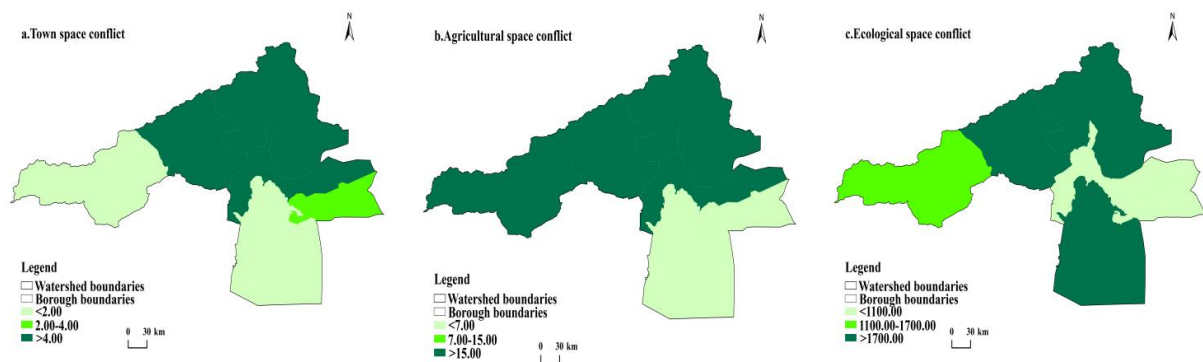 a.Town space conflict
N
Legend
Watershed boundaries
Borough boundaries
<2.00
2.00-4.00
>4.00
0 30 km
b.Agricultural space conflict
N
Legend
Watershed boundaries
Borough boundaries
<7.00
7.00-15.00
>15.00
0 30 km
c.Ecological space conflict
N
Legend
Watershed boundaries
Borough boundaries
<1100.00
1100.00-1700.00
>1700.00
0 30 km